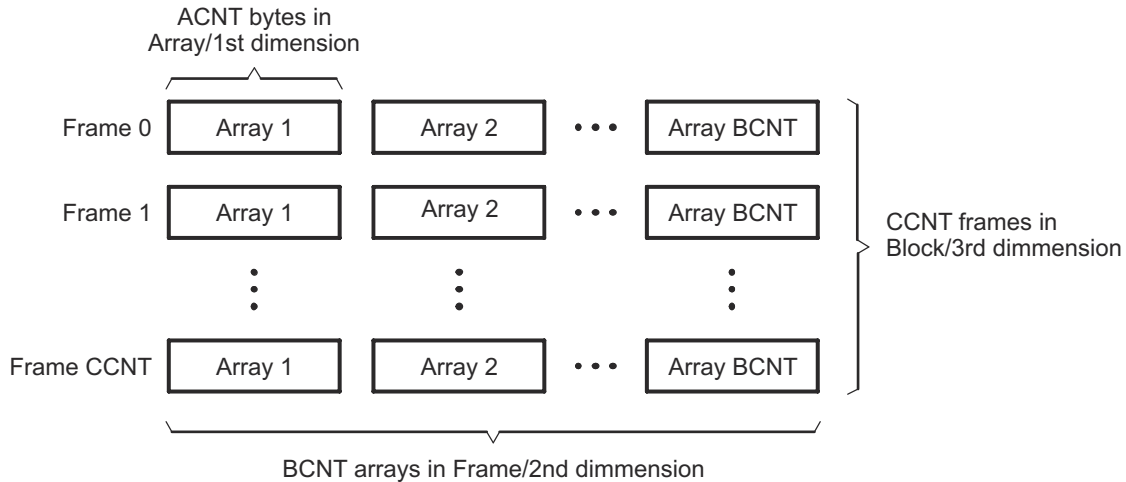 ACNT bytes in
Array/1st dimension
Frame 0 Array 1 Array 2 Array BCNT
Frame 1 Array 1 Array 2 Array BCNT
CCNT frames in
Block/3rd dimmension
Frame CCNT Array 1 Array 2 Array BCNT
BCNT arrays in Frame/2nd dimmension